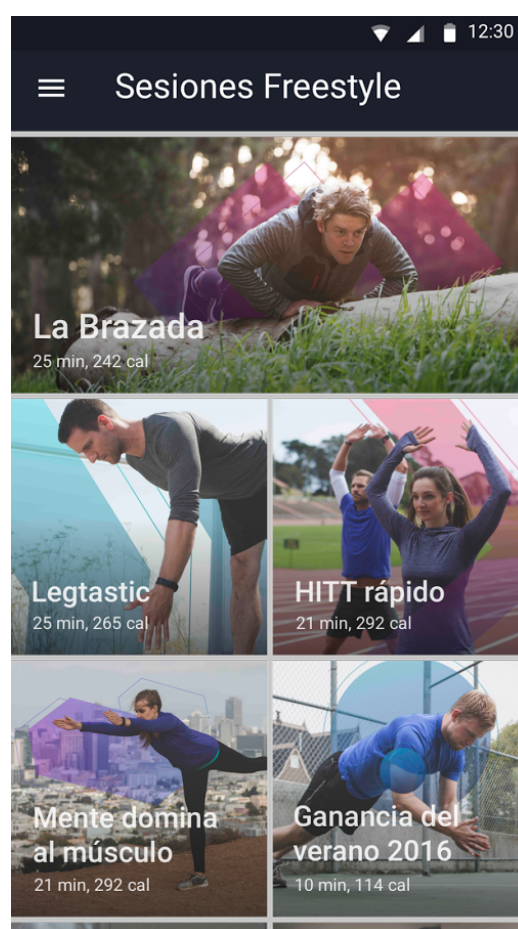 12:30
Sesiones Freestyle
La Brazada
25 min, 242 cal
Legtastic
25 min, 265 cal
HITT rápido
21 min, 292 cal
Mente domina
al músculo
21 min, 292 cal
Ganancia del
verano 2016
10 min, 114 cal